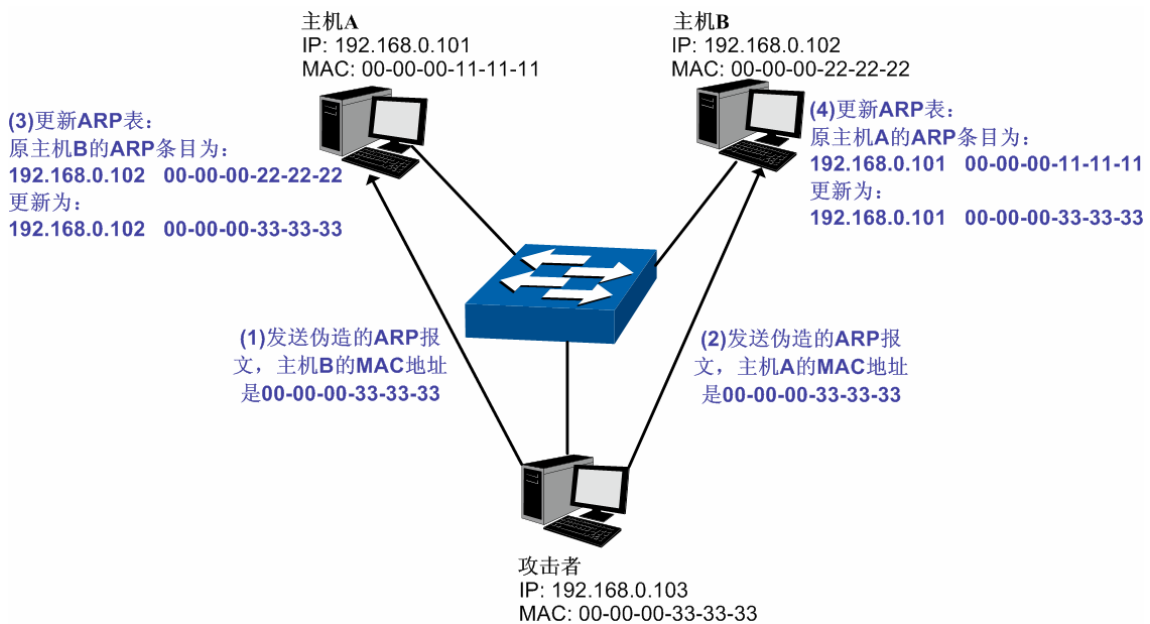 主机A
IP: 192.168.0.101
MAC: 00-00-00-11-11-11
主机B
IP: 192.168.0.102
MAC: 00-00-00-22-22-22
(3)更新ARP表：
原主机B的ARP条目为：
192.168.0.102 00-00-00-22-22-22
更新为：
192.168.0.102 00-00-00-33-33-33
(4)更新ARP表：
原主机A的ARP条目为：
192.168.0.101 00-00-00-11-11-11
更新为：
192.168.0.101 00-00-00-33-33-33
(1)发送伪造的ARP报
文，主机B的MAC地址
是00-00-00-33-33-33
(2)发送伪造的ARP报
文，主机A的MAC地址
是00-00-00-33-33-33
攻击者
IP: 192.168.0.103
MAC: 00-00-00-33-33-33